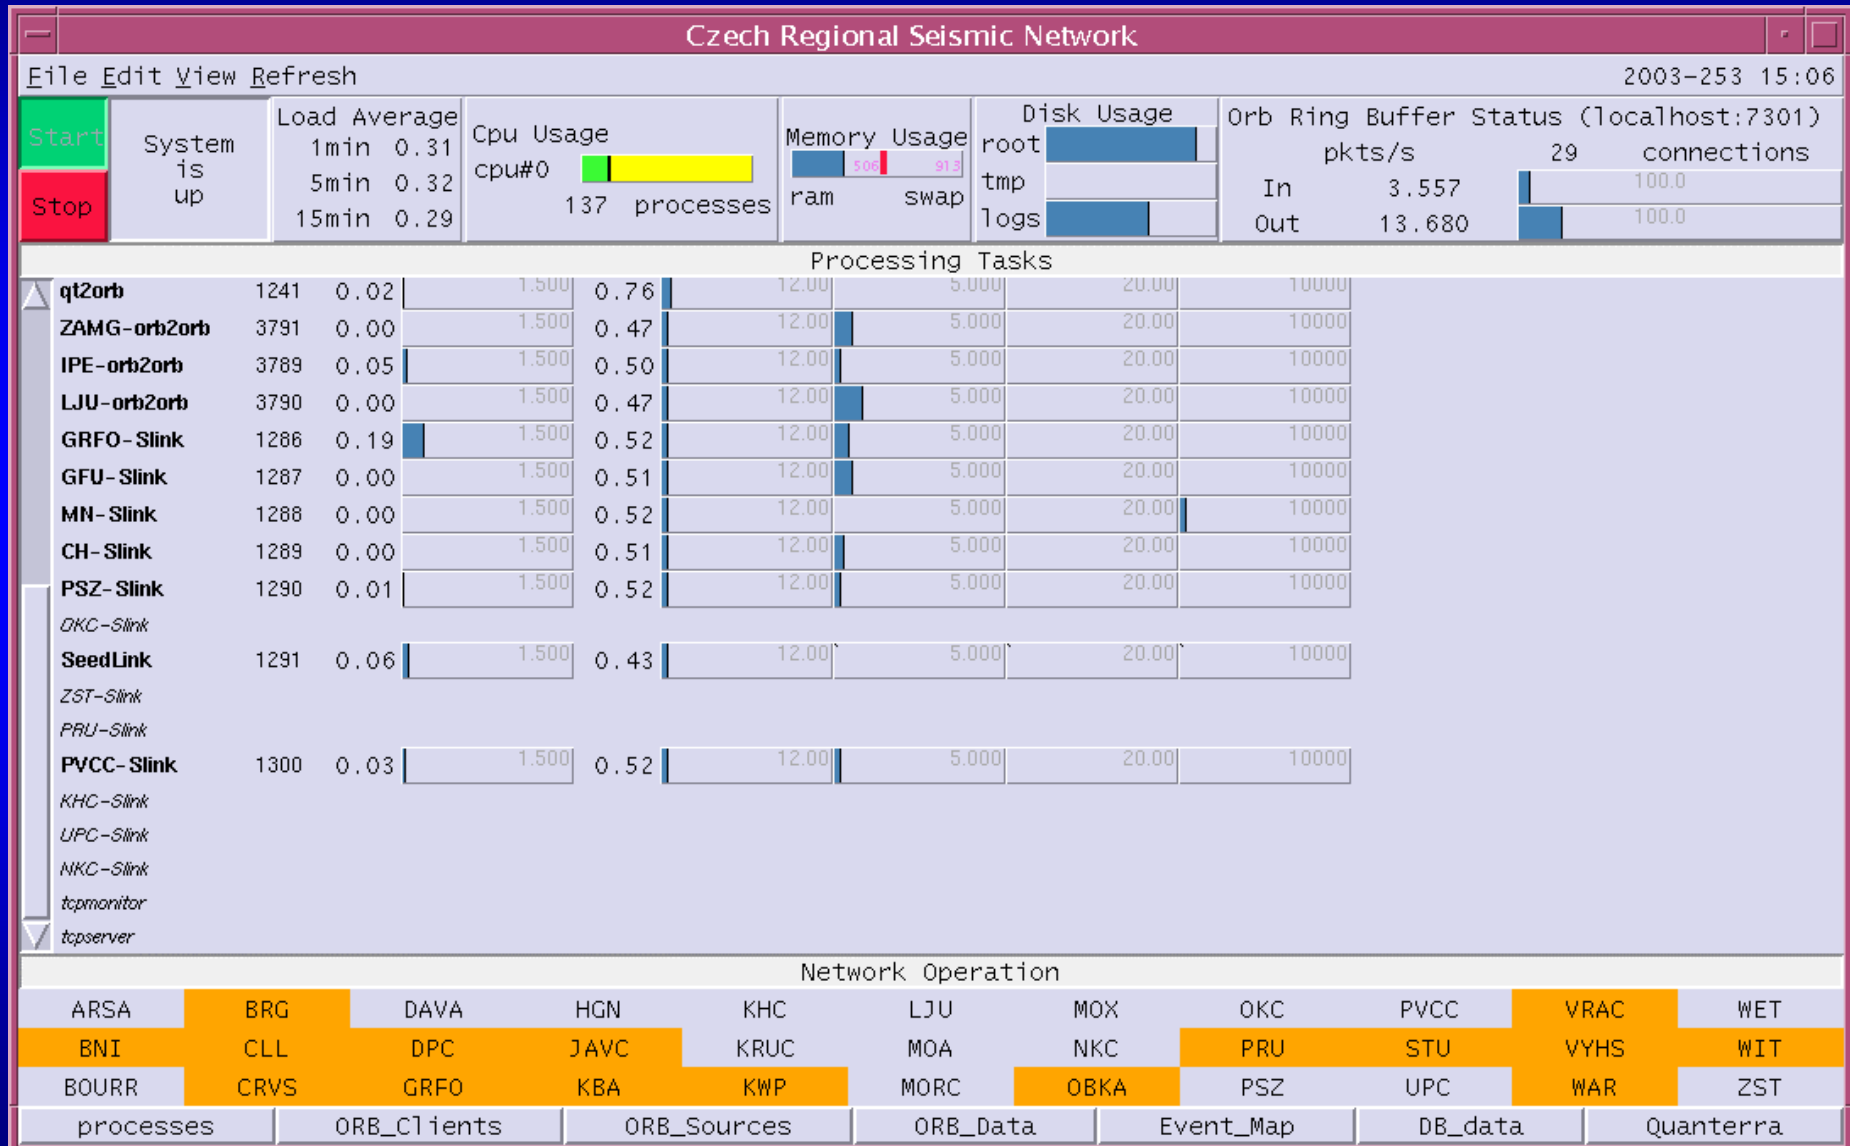 Czech Regional Seismic Network
File Edit View Refresh 2003-253 15:06
Start
Stop
System
is
up
Load Average
1min 0.31
5min 0.32
15min 0.29
Cpu Usage
cpu#0
137 processes
Memory Usage
506 913
ram swap
Disk Usage
root
tmp
logs
Orb Ring Buffer Status (localhost:7301)
pkts/s 29 connections
In 3.557 100.0
Out 13.680 100.0
Processing Tasks
qt2orb 1241 0.02 1.500 0.76 12.00 5.000 20.00 10000
ZAMG-orb2orb 3791 0.00 1.500 0.47 12.00 5.000 20.00 10000
IPE-orb2orb 3789 0.05 1.500 0.50 12.00 5.000 20.00 10000
LJU-orb2orb 3790 0.00 1.500 0.47 12.00 5.000 20.00 10000
GRFO-Slink 1286 0.19 1.500 0.52 12.00 5.000 20.00 10000
GFU-Slink 1287 0.00 1.500 0.51 12.00 5.000 20.00 10000
MN-Slink 1288 0.00 1.500 0.52 12.00 5.000 20.00 10000
CH-Slink 1289 0.00 1.500 0.51 12.00 5.000 20.00 10000
PSZ-Slink 1290 0.01 1.500 0.52 12.00 5.000 20.00 10000
OKC-Slink
SeedLink 1291 0.06 1.500 0.43 12.00 5.000 20.00 10000
ZST-Slink
PRU-Slink
PVCC-Slink 1300 0.03 1.500 0.52 12.00 5.000 20.00 10000
KHC-Slink
UPC-Slink
NKC-Slink
tcpmonitor
tcpserver
Network Operation
ARSA BRG DAVA HGN KHC LJU MOX OKC PVCC VRAC WET
BNI CLL DPC JAVC KRUC MOA NKC PRU STU VYHS WIT
BOURR CRVS GRFO KBA KWP MORC OBKA PSZ UPC WAR ZST
processes ORB_Clients ORB_Sources ORB_Data Event_Map DB_data Quanterra